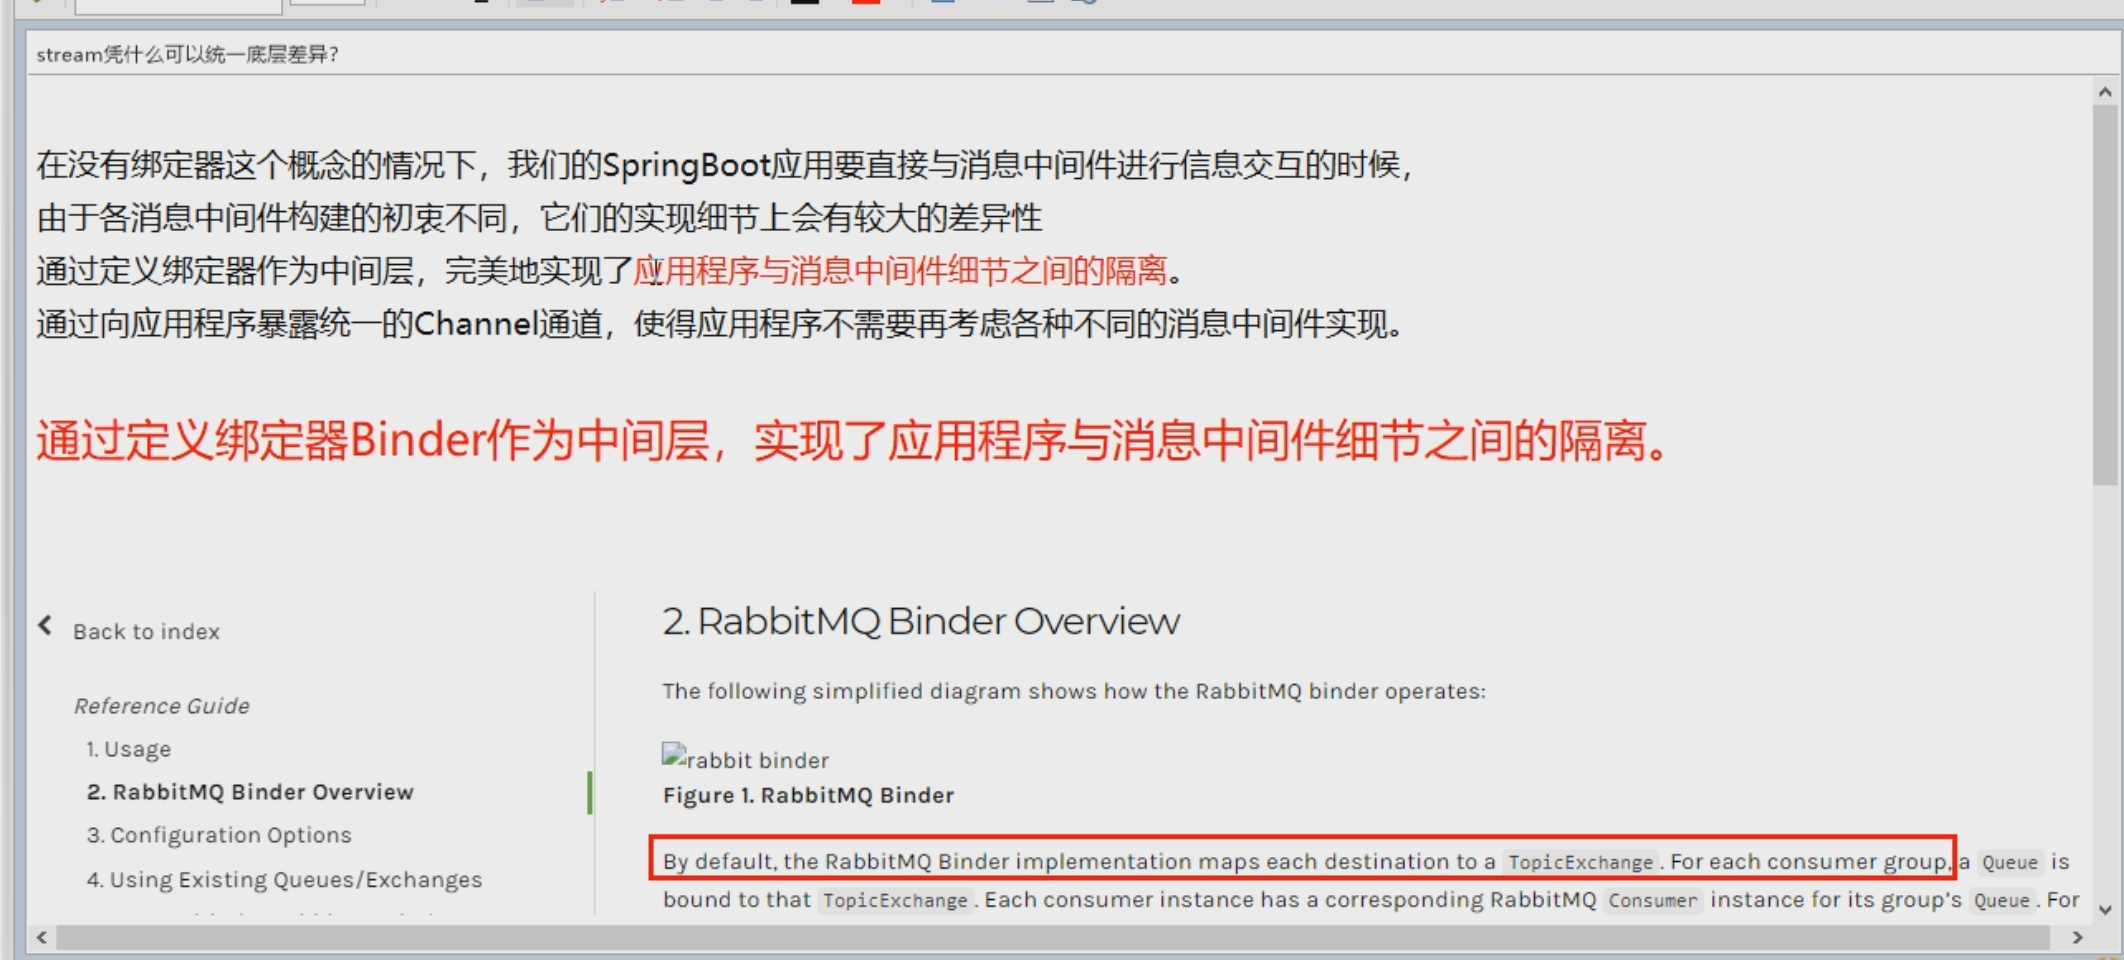 stream凭什么可以统一底层差异?
在没有绑定器这个概念的情况下，我们的SpringBoot应用要直接与消息中间件进行信息交互的时候，
由于各消息中间件构建的初衷不同，它们的实现细节上会有较大的差异性
通过定义绑定器作为中间层，完美地实现了应用程序与消息中间件细节之间的隔离。
通过向应用程序暴露统一的Channel通道，使得应用程序不需要再考虑各种不同的消息中间件实现。
通过定义绑定器Binder作为中间层，实现了应用程序与消息中间件细节之间的隔离。
Back to index
Reference Guide
1. Usage
2. RabbitMQ Binder Overview
3. Configuration Options
4. Using Existing Queues/Exchanges
2. RabbitMQ Binder Overview
The following simplified diagram shows how the RabbitMQ binder operates:
rabbit binder
Figure 1. RabbitMQ Binder
By default, the RabbitMQ Binder implementation maps each destination to a TopicExchange. For each consumer group, a Queue is
bound to that TopicExchange. Each consumer instance has a corresponding RabbitMQ Consumer instance for its group's Queue. For